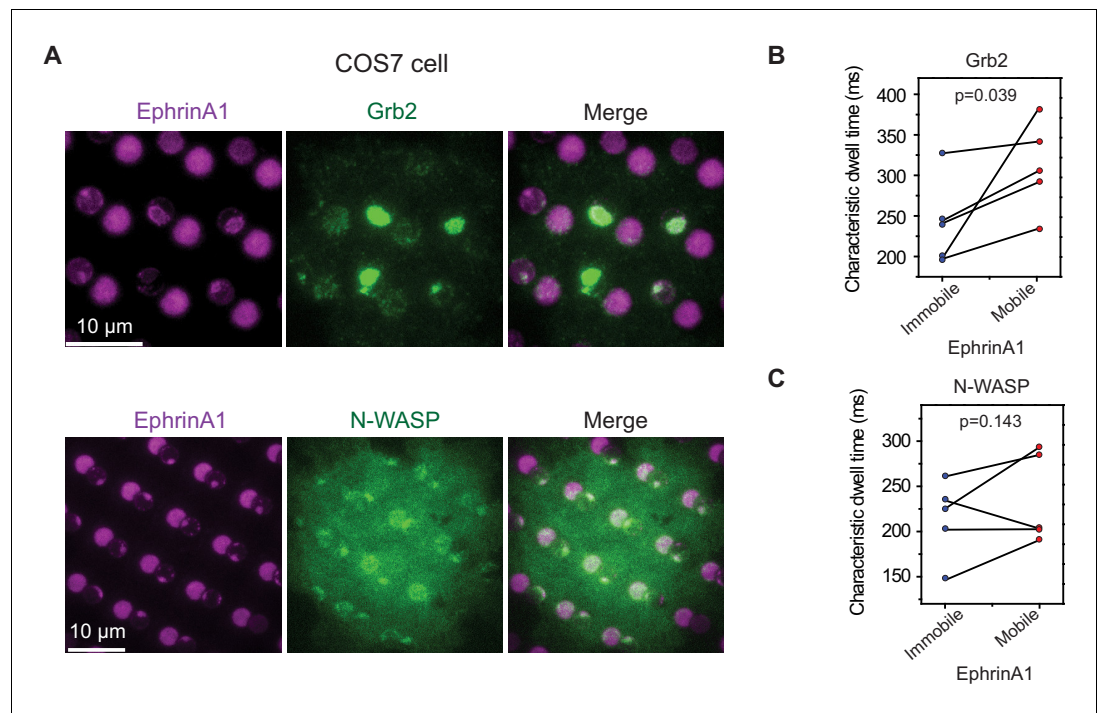 A
COS7 cell
EphrinA1
Grb2
Merge
10 µm
EphrinA1
N-WASP
Merge
10 µm
B
Grb2
p=0.039
Characteristic dwell time (ms)
400
350
300
250
200
Immobile
Mobile
EphrinA1
C
N-WASP
p=0.143
Characteristic dwell time (ms)
300
250
200
150
Immobile
Mobile
EphrinA1